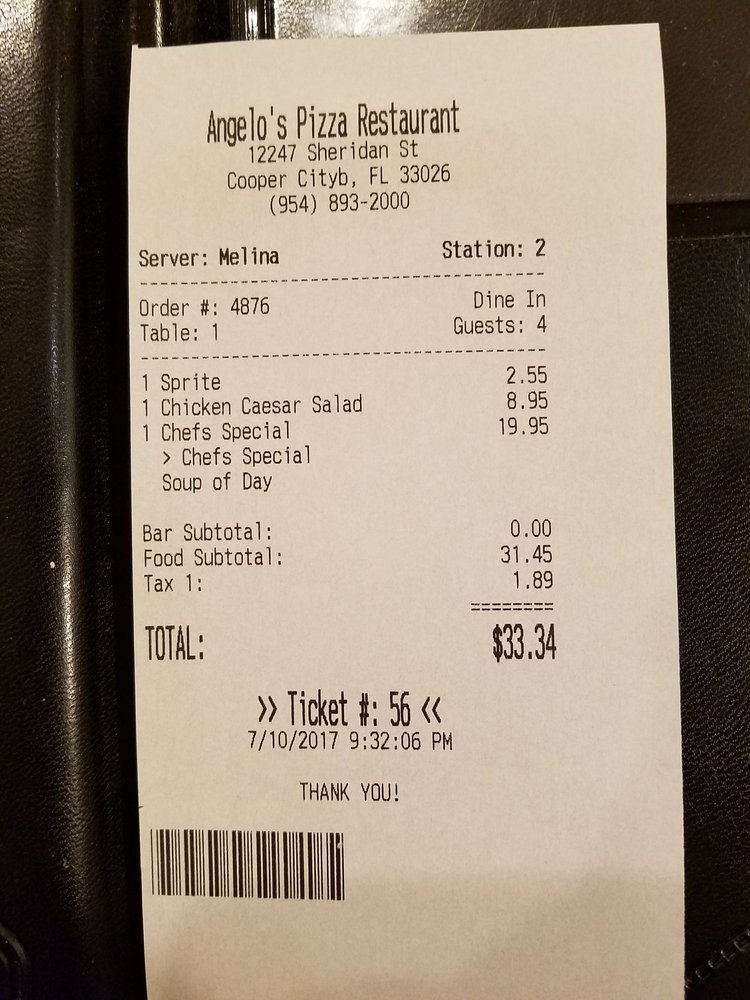 Angelo's Pizza Restaurant
12247 Sheridan St
Cooper Cityb, FL 33026
(954) 893-2000
Server: Melina Station: 2
Order #: 4876 Dine In
Table: 1 Guests: 4
1 Sprite 2.55
1 Chicken Caesar Salad 8.95
1 Chefs Special 19.95
> Chefs Special
Soup of Day
Bar Subtotal: 0.00
Food Subtotal: 31.45
Tax 1: 1.89
========
TOTAL: $33.34
>> Ticket #: 56 <<
7/10/2017 9:32:06 PM
THANK YOU!